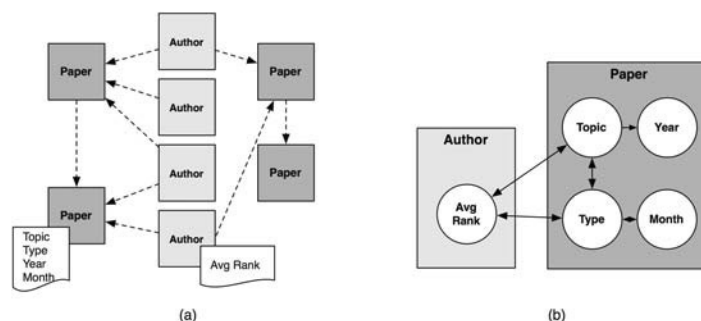 Author
Paper
Paper
Author
Author
Paper
Paper
Author
Topic
Type
Year
Month
Avg Rank
(a)
Paper
Topic
Year
Author
Avg
Rank
Type
Month
(b)